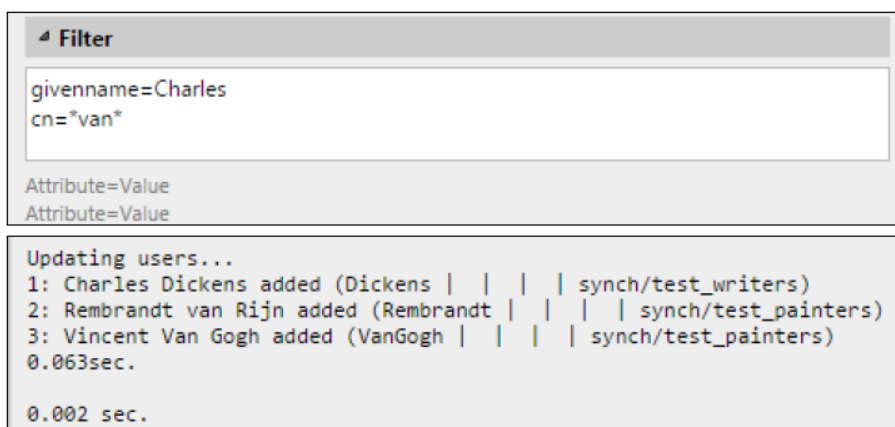 Filter
givenname=Charles
cn=*van*
Attribute=Value
Attribute=Value
Updating users...
1: Charles Dickens added (Dickens | | | | synch/test_writers)
2: Rembrandt van Rijn added (Rembrandt | | | | synch/test_painters)
3: Vincent Van Gogh added (VanGogh | | | | synch/test_painters)
0.063sec.
0.002 sec.